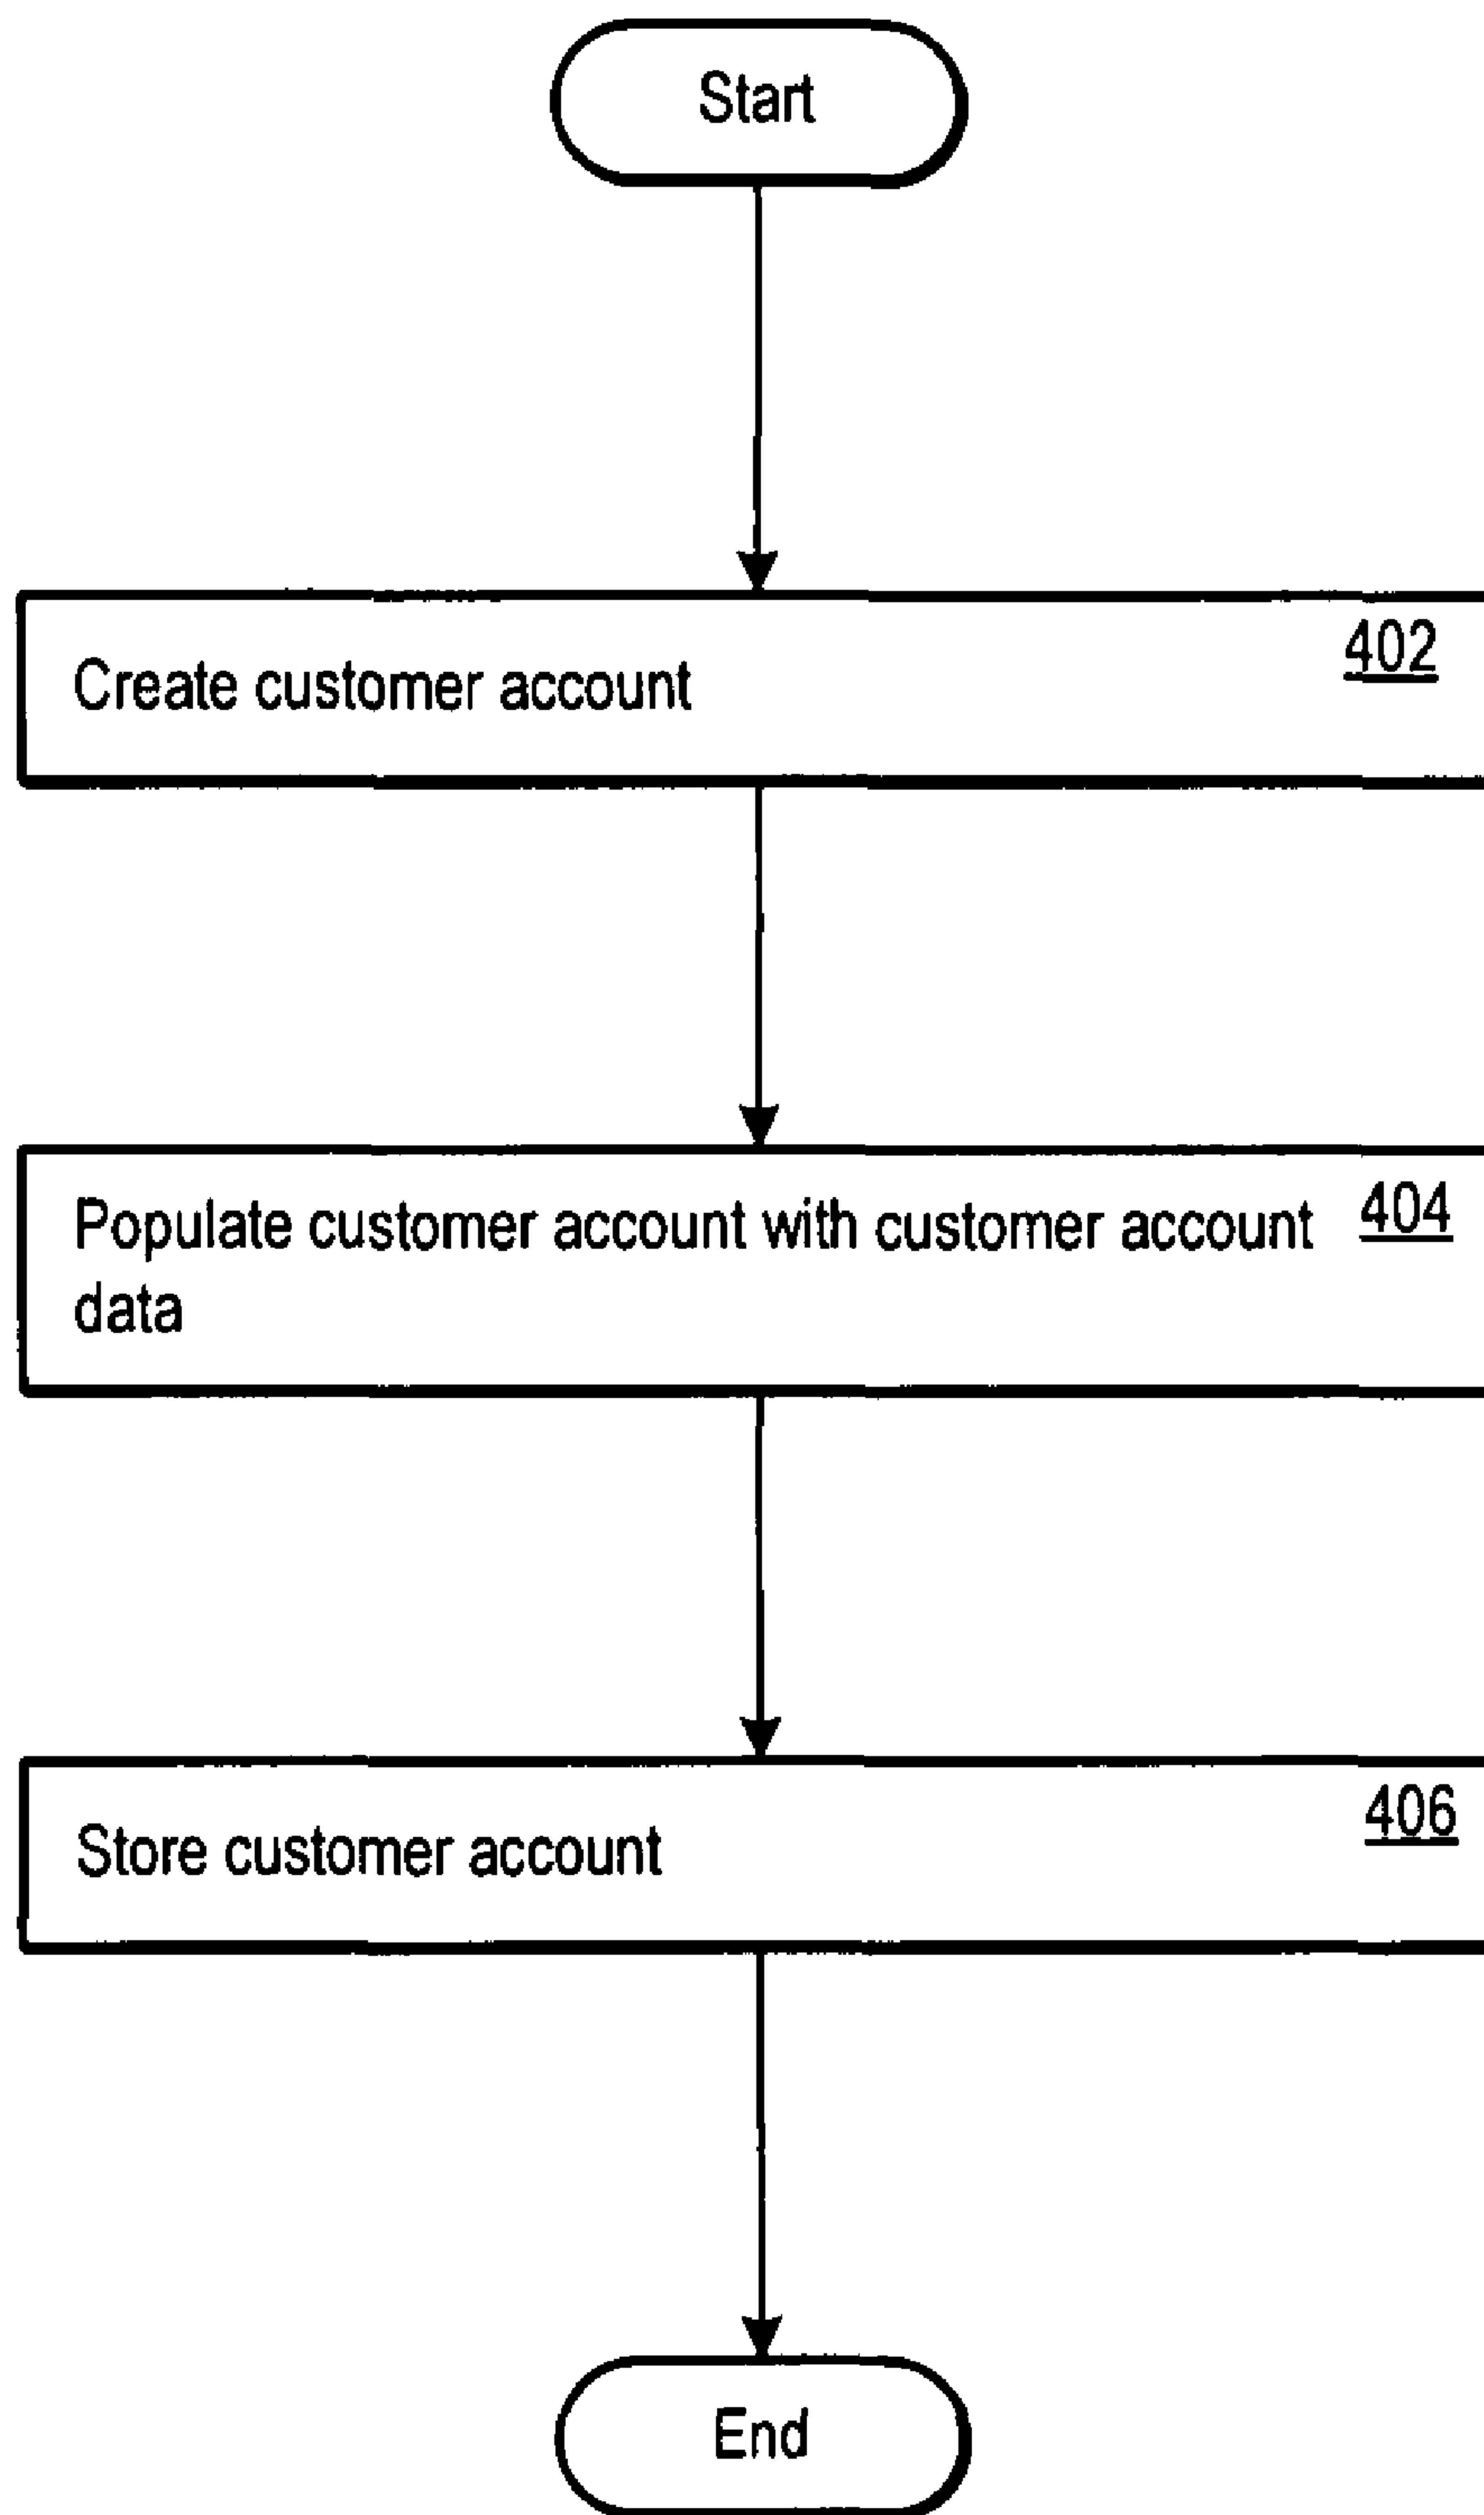 Start
402
Create customer account
Populate customer account with customer account 404
data
406
Store customer account
End